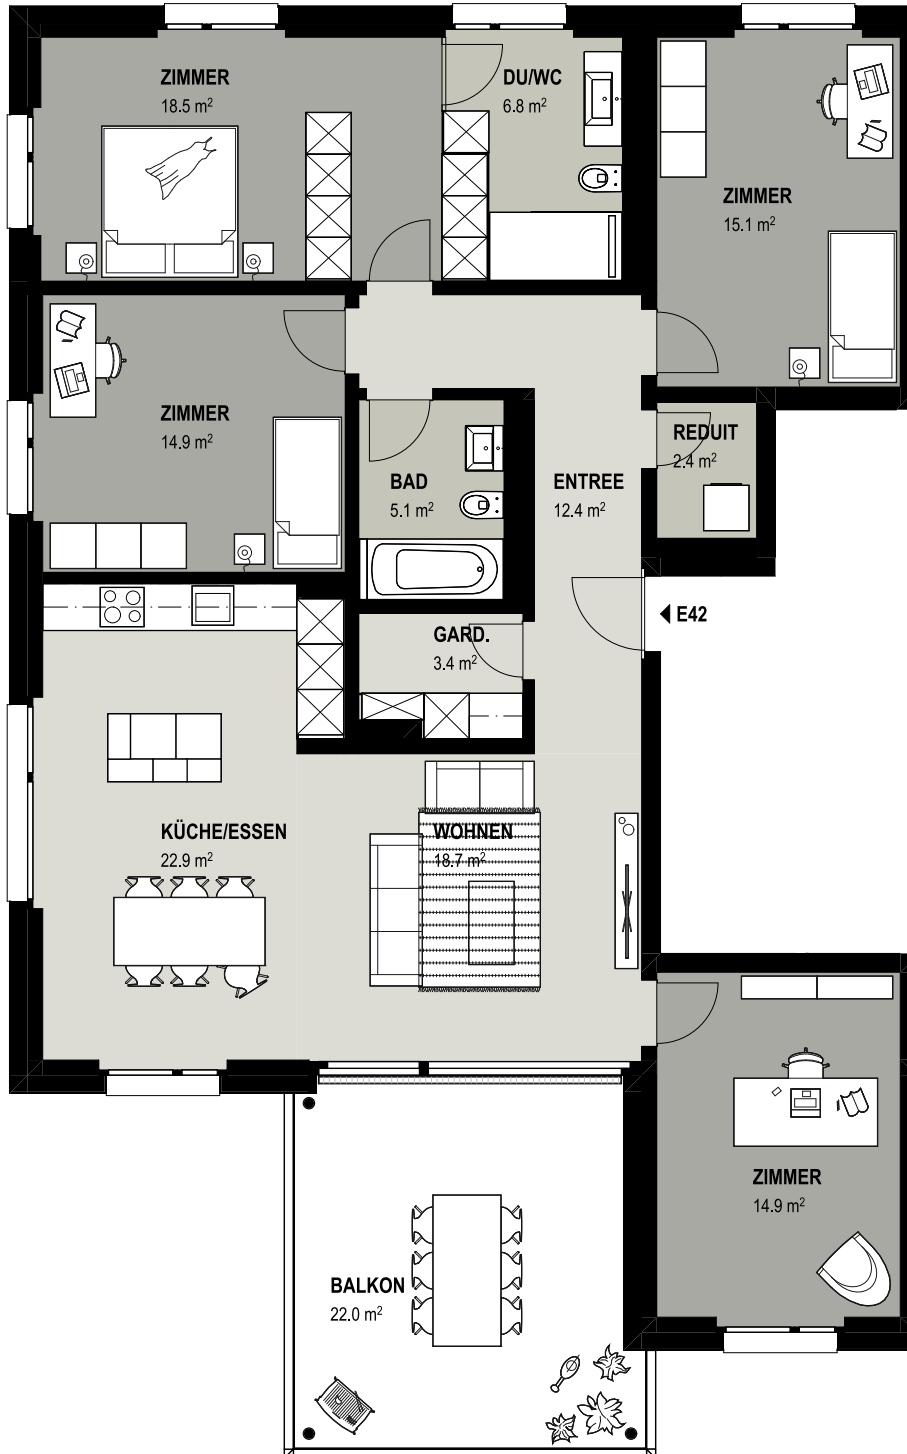 ZIMMER
18.5 m²
DU/WC
6.8 m²
ZIMMER
15.1 m²
ZIMMER
14.9 m²
REDUIT
2.4 m²
BAD
5.1 m²
ENTREE
12.4 m²
E42
GARD.
3.4 m²
KÜCHE/ESSEN
22.9 m²
WOHNEN
18.7 m²
ZIMMER
14.9 m²
BALKON
22.0 m²